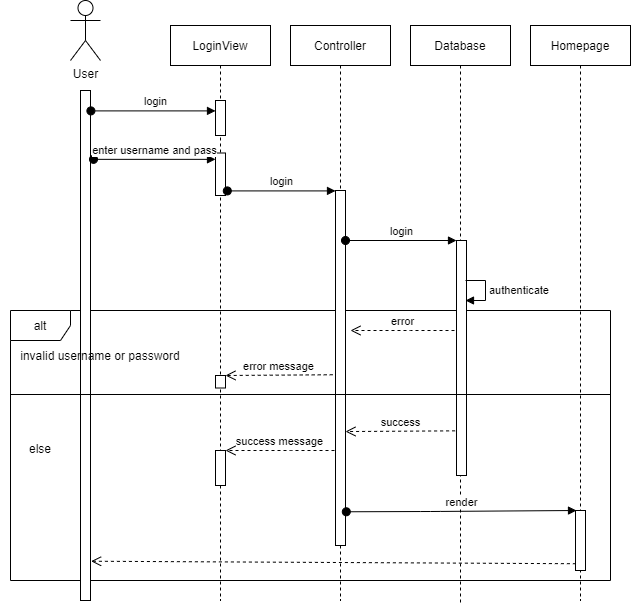 LoginView
Controller
Database
Homepage
User
login
enter username and pass
login
login
authenticate
alt
error
invalid username or password
error message
success
success message
else
render